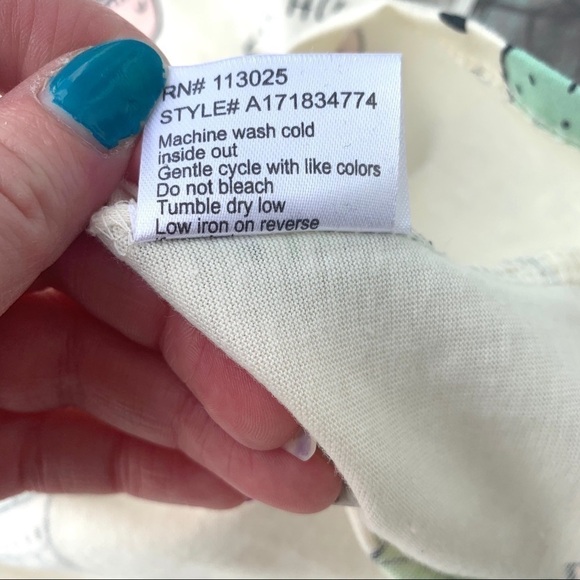 RN# 113025
STYLE# A171834774
Machine wash cold
inside out
Gentle cycle with like colors
Do not bleach
Tumble dry low
Low iron on reverse